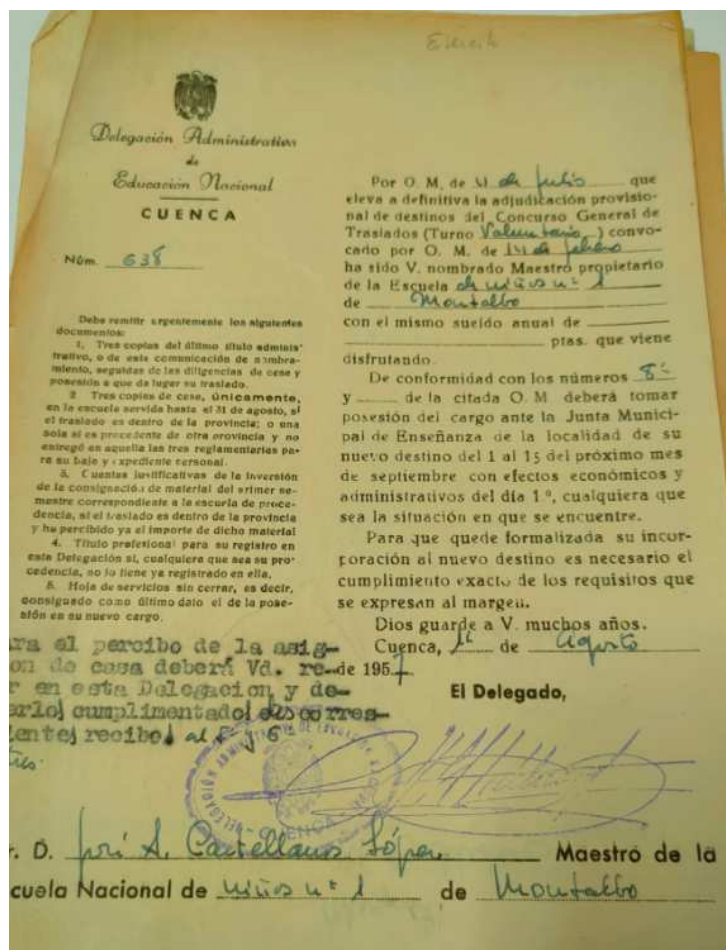 Delegación Administrativa
de
Educación Nacional
CUENCA
Núm. 638
Debe remitir urgentemente los siguientes
documentos:
1. Tres copias del último título adminis-
trativo, o de esta comunicación de nombra-
miento, seguidas de las diligencias de cese y
posesión a que da lugar su traslado.
2 Tres copias de cese, únicamente,
en la escuela servida hasta el 31 de agosto, si
el traslado es dentro de la provincia; o una
sola si es procedente de otra provincia y no
entregó en aquella las tres reglamentarias pa-
ra su baje y expediente personal.
3. Cuentas justificativas de la inversión
de la consignación de material del primer se-
mestre correspondiente a la escuela de proce-
dencia, si el traslado es dentro de la provincia
y ha percibido ya el importe de dicho material
4. Título profesional para su registro en
esta Delegación si, cualquiera que sea su pro-
cedencia, no lo tiene ya registrado en ella.
5. Hoja de servicios sin cerrar, es decir,
consignado como último dato el de la pose-
sión en su nuevo cargo.
ra el percibo de la asig-
ion de casa deberá Vd. re-
r en esta Delegacion y de-
erlo cumplimentado
recibo al
Por O. M. de de julio que
eleva a definitiva la adjudicación provisio-
nal de destinos del Concurso General de
Traslados (Turno Voluntario) convo-
cado por O. M. de 14 de febrero
ha sido V. nombrado Maestro propietario
de la Escuela de niños nº 1
de Montalbo
con el mismo sueldo anual de
ptas. que viene
disfrutando.
De conformidad con los números 8º
y de la citada O. M deberá tomar
posesión del cargo ante la Junta Munici-
pal de Enseñanza de la localidad de su
nuevo destino del 1 al 15 del próximo mes
de septiembre con efectos económicos y
administrativos del día 1.º, cualquiera que
sea la situación en que se encuentre.
Para que quede formalizada su incor-
poración al nuevo destino es necesario el
cumplimiento exacto de los requisitos que
se expresan al margen.
Dios guarde a V. muchos años.
Cuenca, 1º de Agosto
de 1957
El Delegado,
DELEGACIÓN ADMINISTRATIVA DE EDUCACIÓN
CUENCA
r. D. José A. Castellanos López Maestro de la
cuela Nacional de niños nº 1 de Montalbo